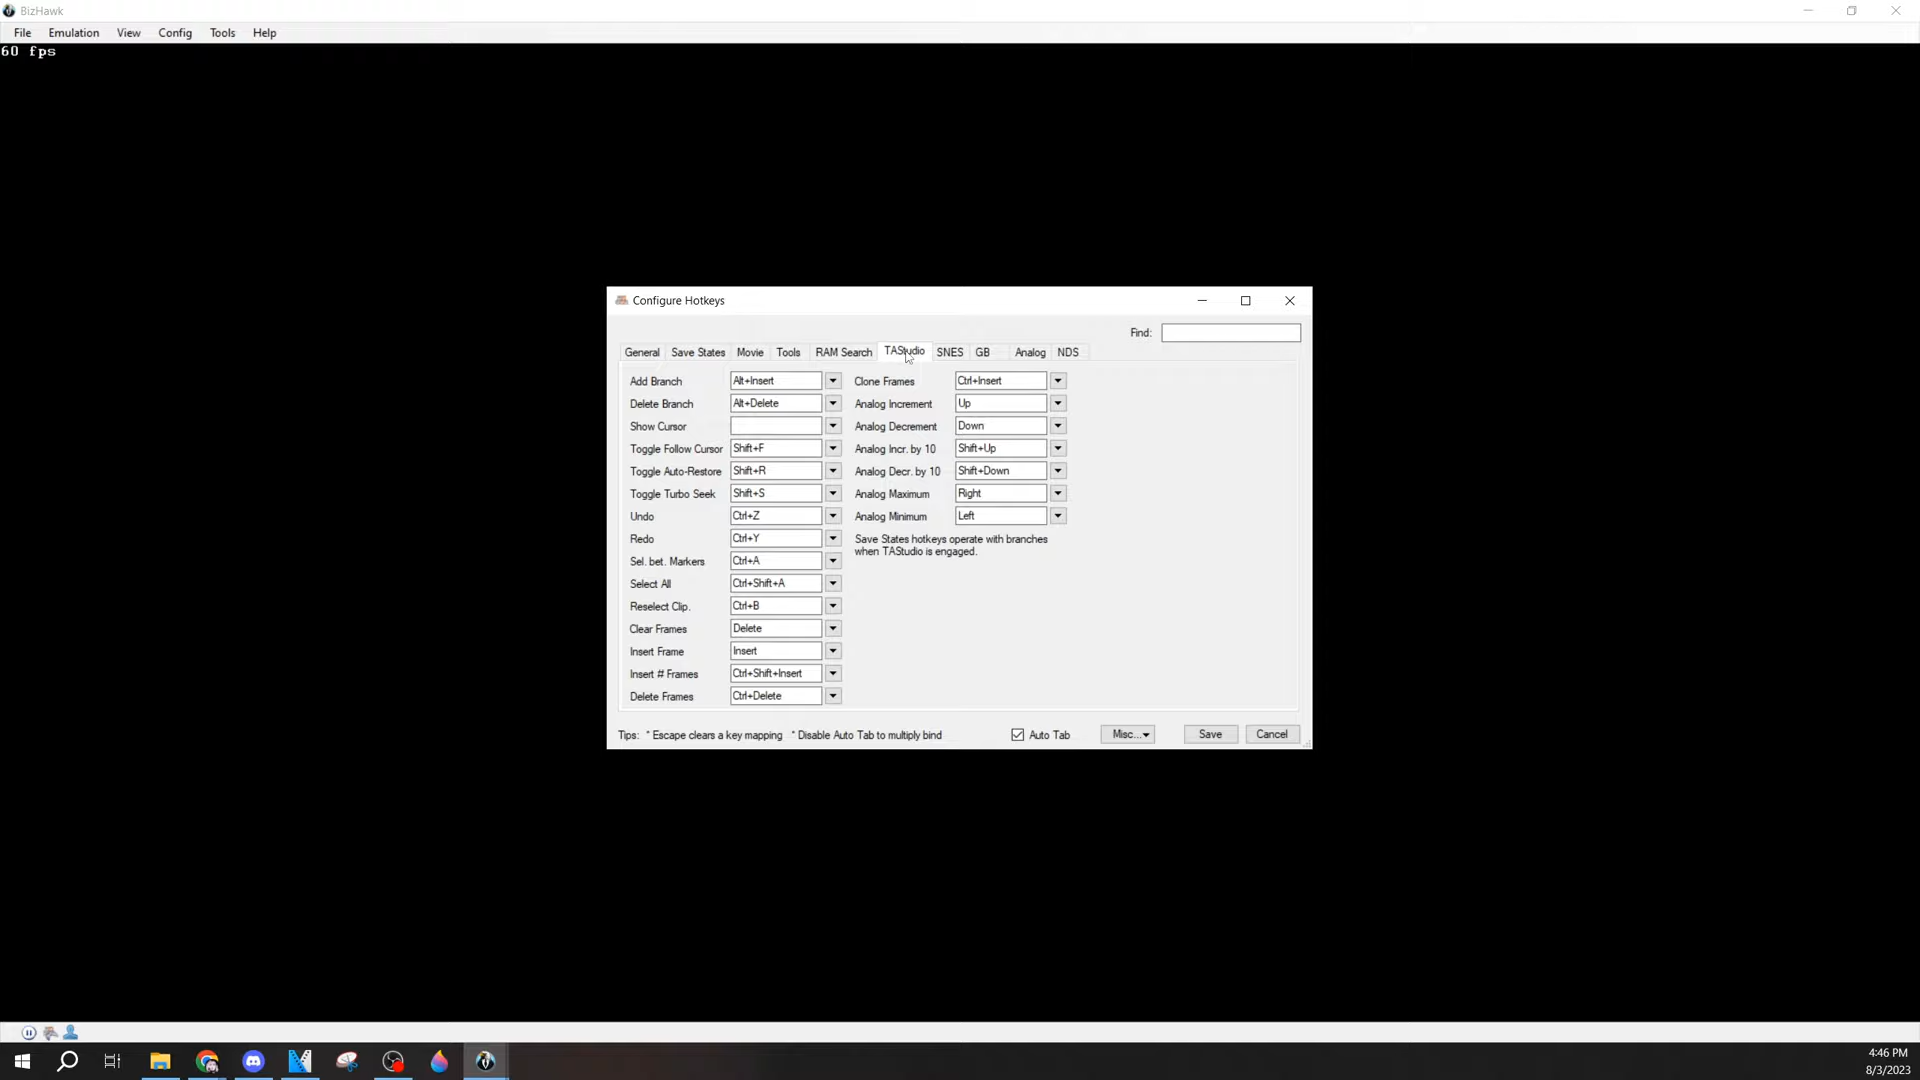 BizHawk
File Emulation View Config Tools Help
60 fps
Configure Hotkeys
Find:
General Save States Movie Tools RAM Search TAStudio SNES GB Analog NDS
Add Branch Alt+Insert Clone Frames Ctrl+Insert
Delete Branch Alt+Delete Analog Increment Up
Show Cursor Analog Decrement Down
Toggle Follow Cursor Shift+F Analog Incr. by 10 Shift+Up
Toggle Auto-Restore Shift+R Analog Decr. by 10 Shift+Down
Toggle Turbo Seek Shift+S Analog Maximum Right
Undo Ctrl+Z Analog Minimum Left
Redo Ctrl+Y Save States hotkeys operate with branches
when TAStudio is engaged.
Sel. bet. Markers Ctrl+A
Select All Ctrl+Shift+A
Reselect Clip. Ctrl+B
Clear Frames Delete
Insert Frame Insert
Insert # Frames Ctrl+Shift+Insert
Delete Frames Ctrl+Delete
Tips: * Escape clears a key mapping * Disable Auto Tab to multiply bind Auto Tab Misc... Save Cancel
4:46 PM
8/3/2023